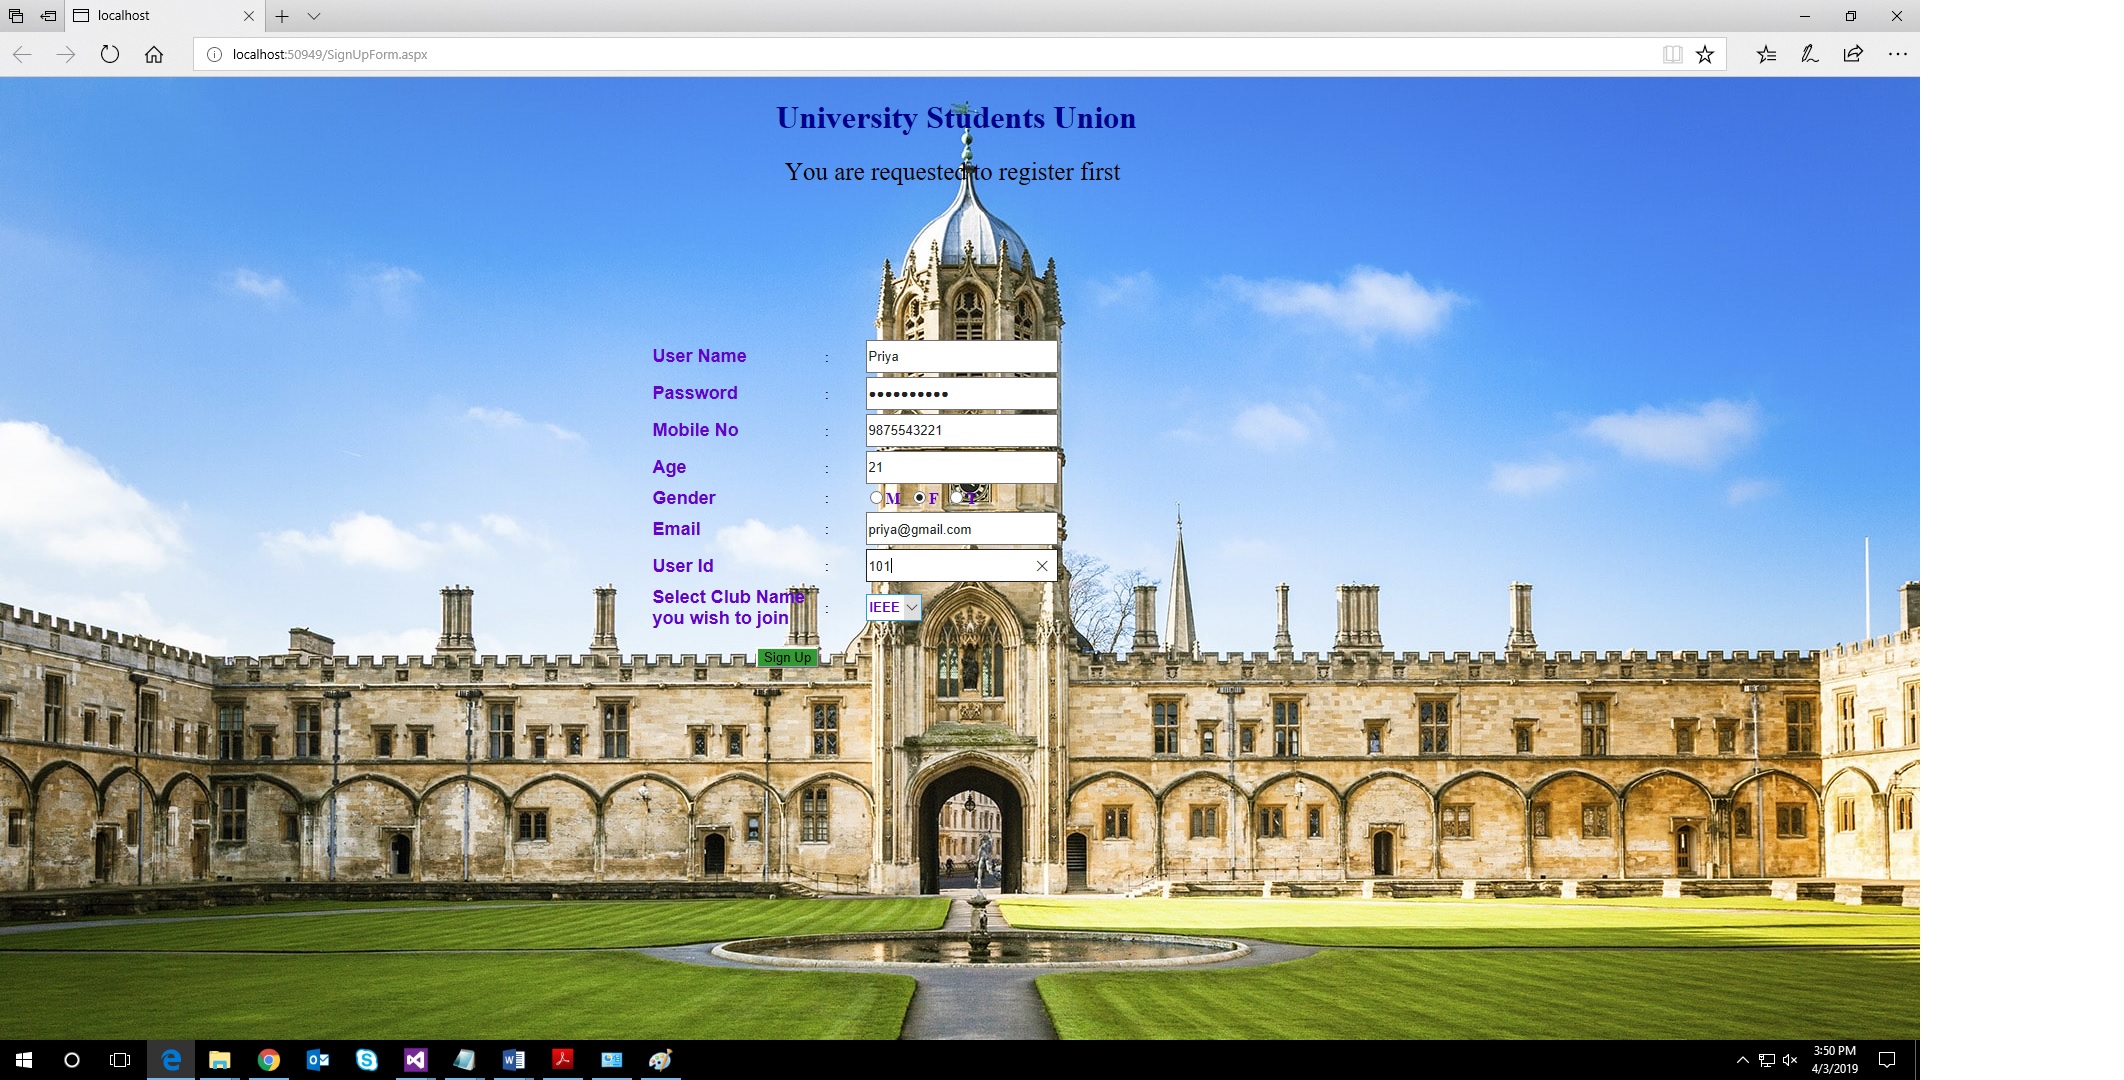 localhost
localhost:50949/SignUpForm.aspx
University Students Union
You are requested to register first
User Name : Priya
Password : ••••••••••
Mobile No : 9875543221
Age : 21
Gender : M F T
Email : priya@gmail.com
User Id : 101
Select Club Name
you wish to join : IEEE
Sign Up
3:50 PM
4/3/2019